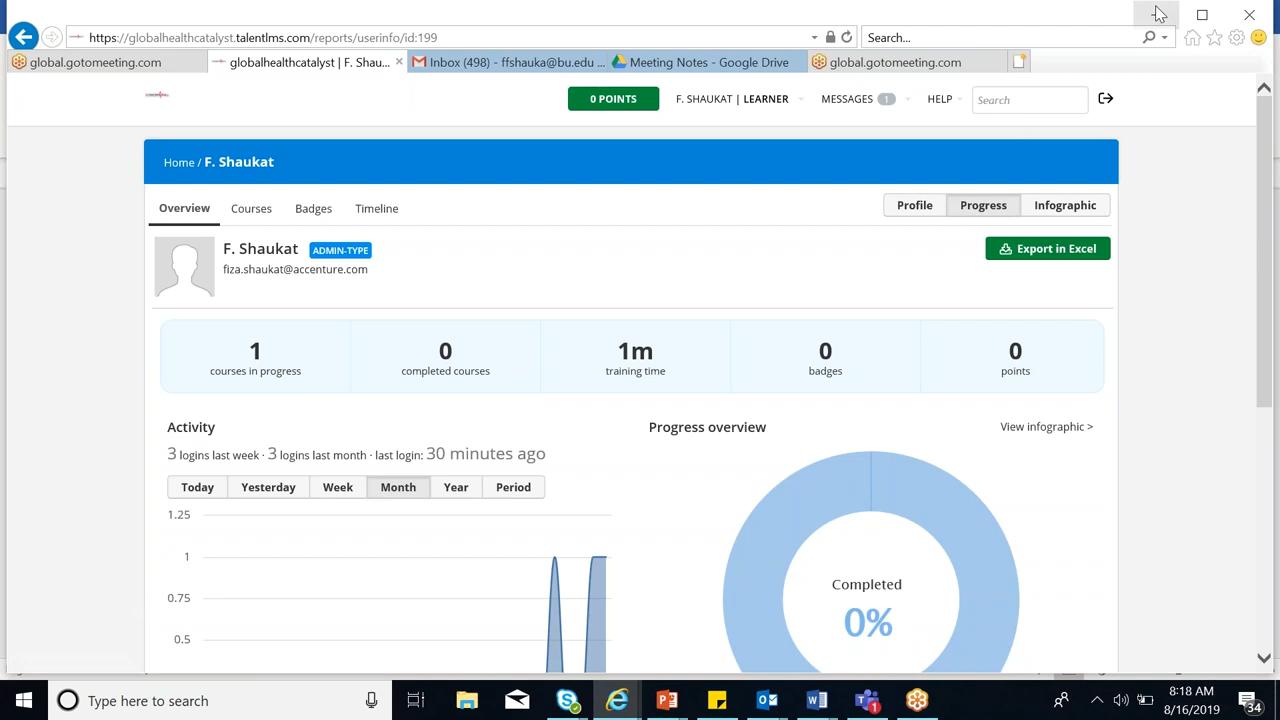 https://globalhealthcatalyst.talentlms.com/reports/userinfo/id:199
Search...
global.gotomeeting.com
globalhealthcatalyst | F. Shau...
Inbox (498) - ffshauka@bu.edu ...
Meeting Notes - Google Drive
global.gotomeeting.com
0 POINTS
F. SHAUKAT | LEARNER
MESSAGES 1
HELP
Search
Home / F. Shaukat
Overview
Courses
Badges
Timeline
Profile
Progress
Infographic
F. Shaukat ADMIN-TYPE
fiza.shaukat@accenture.com
Export in Excel
1
courses in progress
0
completed courses
1m
training time
0
badges
0
points
Activity
3 logins last week · 3 logins last month · last login: 30 minutes ago
Today
Yesterday
Week
Month
Year
Period
1.25
1
0.75
0.5
Progress overview
View infographic >
Completed
0%
Type here to search
1
8:18 AM
8/16/2019
34